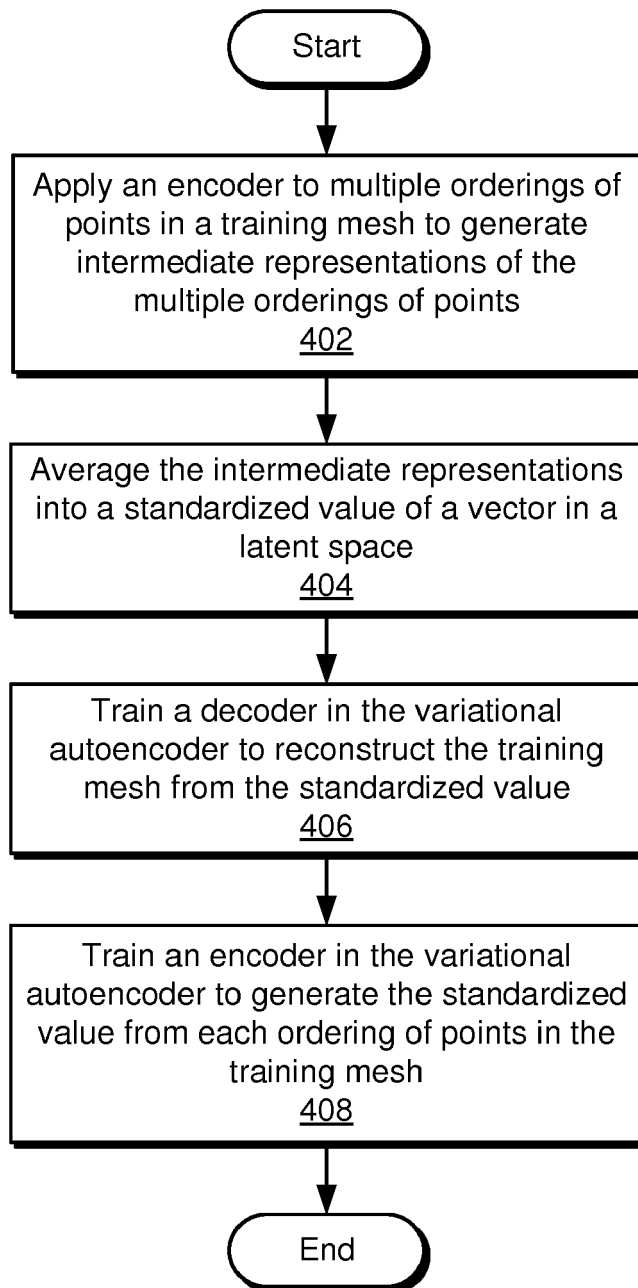 Start
Apply an encoder to multiple orderings of
points in a training mesh to generate
intermediate representations of the
multiple orderings of points
402
Average the intermediate representations
into a standardized value of a vector in a
latent space
404
Train a decoder in the variational
autoencoder to reconstruct the training
mesh from the standardized value
406
Train an encoder in the variational
autoencoder to generate the standardized
value from each ordering of points in the
training mesh
408
End